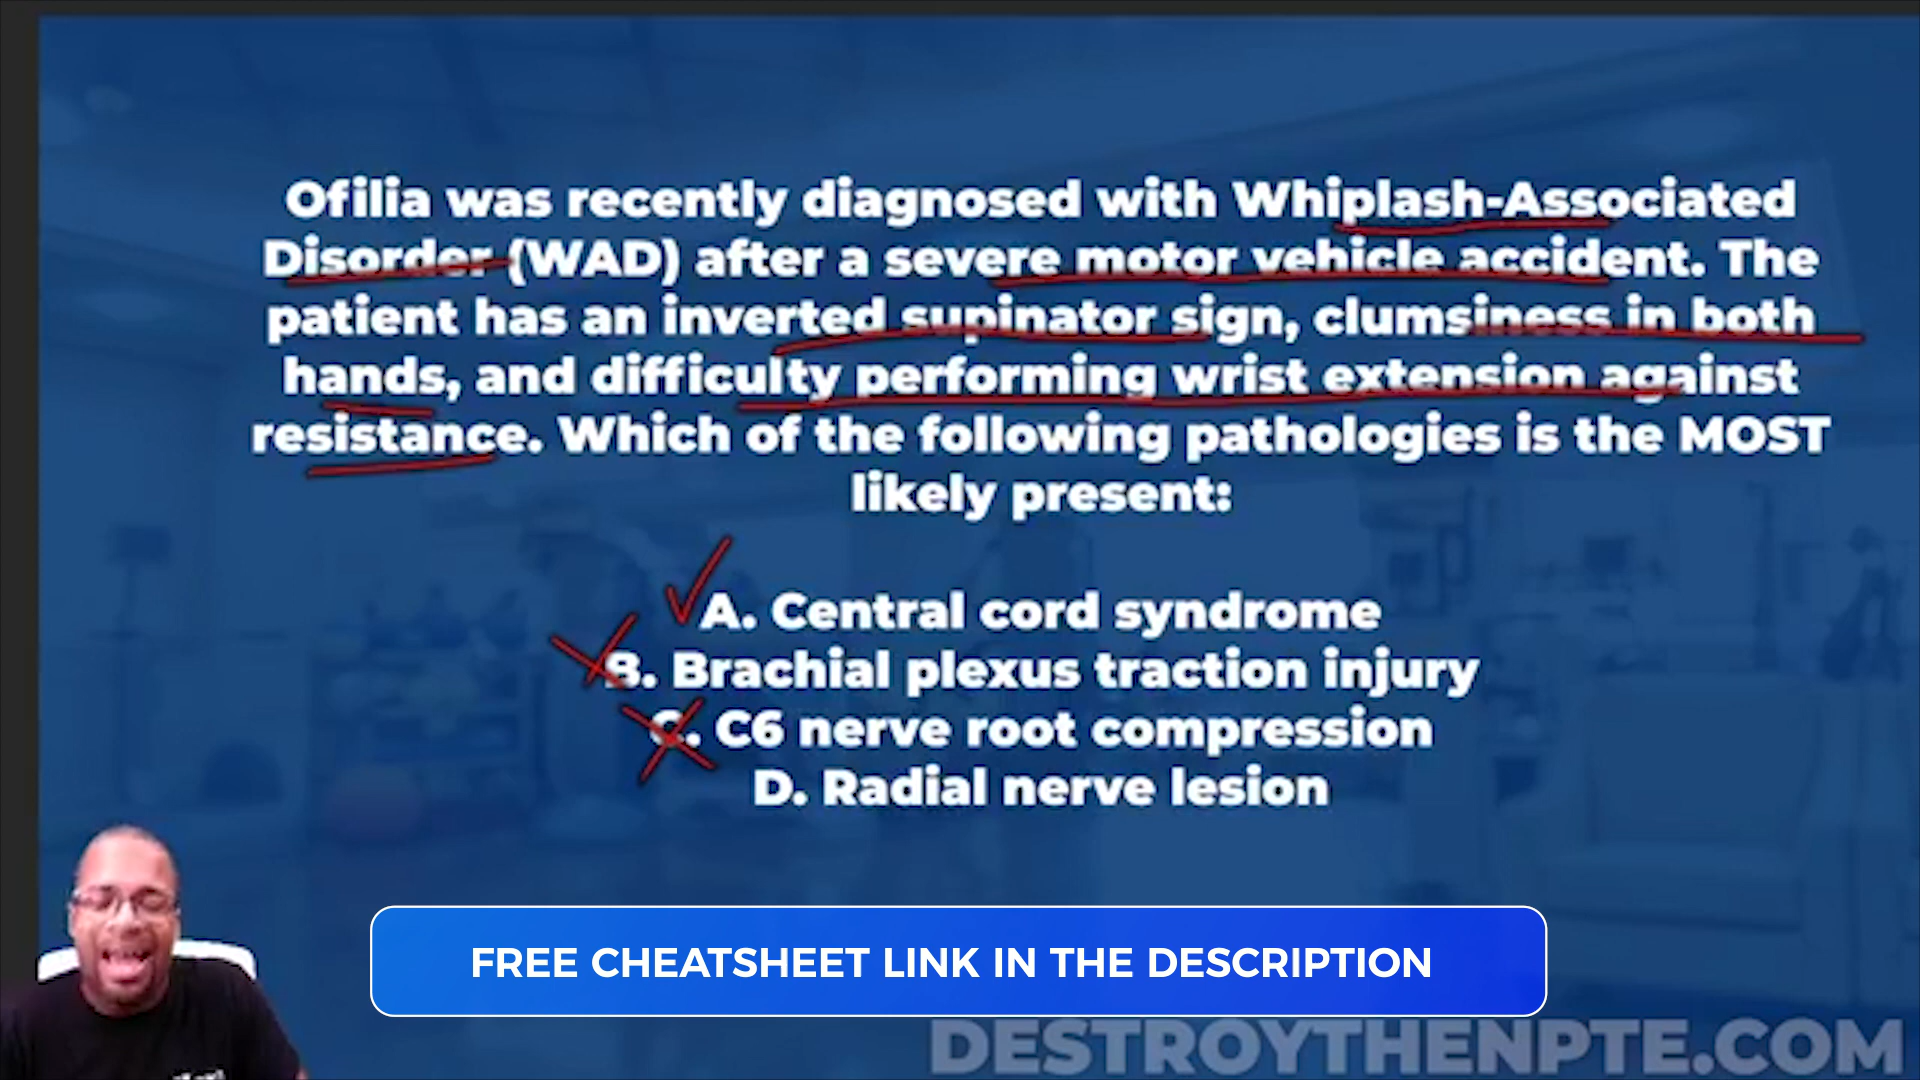 Ofilia was recently diagnosed with Whiplash-Associated
Disorder (WAD) after a severe motor vehicle accident. The
patient has an inverted supinator sign, clumsiness in both
hands, and difficulty performing wrist extension against
resistance. Which of the following pathologies is the MOST
likely present:
A. Central cord syndrome
B. Brachial plexus traction injury
C. C6 nerve root compression
D. Radial nerve lesion
FREE CHEATSHEET LINK IN THE DESCRIPTION
DESTROYTHENPTE.COM